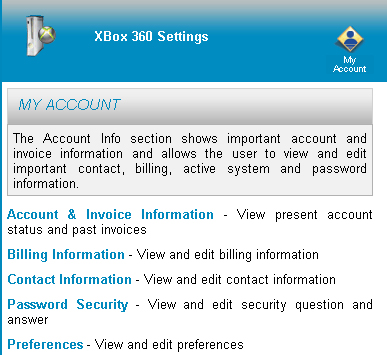 XBox 360 Settings
My
Account
MY ACCOUNT
The Account Info section shows important account and
invoice information and allows the user to view and edit
important contact, billing, active system and password
information.
Account & Invoice Information - View present account
status and past invoices
Billing Information - View and edit billing information
Contact Information - View and edit contact information
Password Security - View and edit security question and
answer
Preferences - View and edit preferences